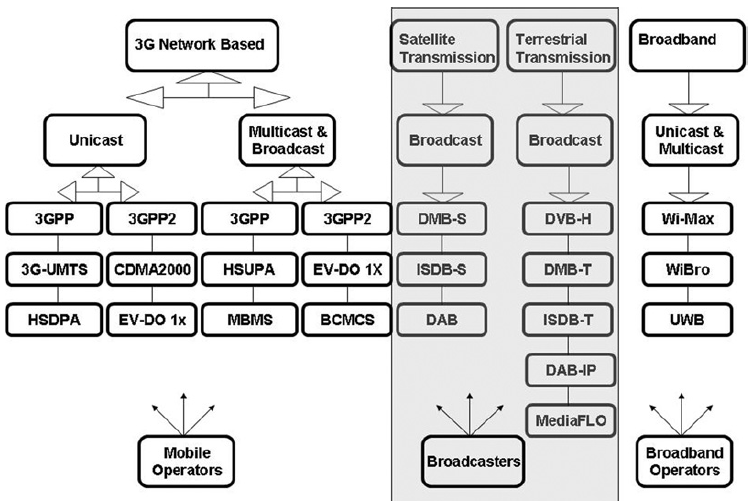 3G Network Based
Satellite
Transmission
Terrestrial
Transmission
Broadband
Unicast
Multicast &
Broadcast
Broadcast
Broadcast
Unicast &
Multicast
3GPP
3GPP2
3GPP
3GPP2
DMB-S
DVB-H
Wi-Max
3G-UMTS
CDMA2000
HSUPA
EV-DO 1X
ISDB-S
DMB-T
WiBro
HSDPA
EV-DO 1x
MBMS
BCMCS
DAB
ISDB-T
UWB
DAB-IP
MediaFLO
Mobile
Operators
Broadcasters
Broadband
Operators